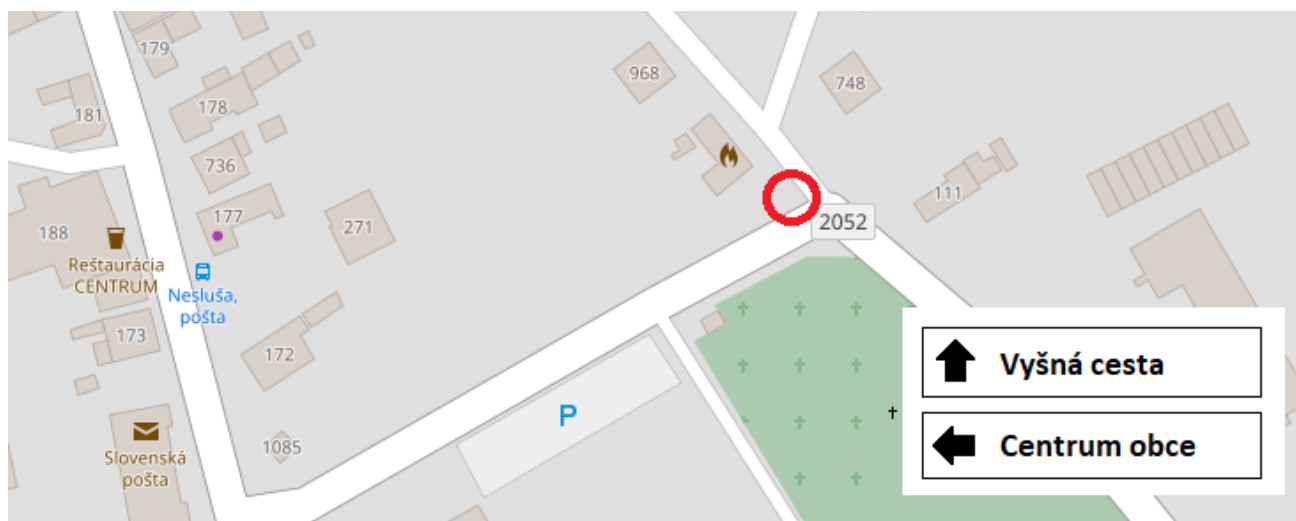 179
968
748
181
178
736
111
177
188
271
2052
Reštaurácia
CENTRUM
Nesluša,
pošta
173
172
Vyšná cesta
P
1085
Slovenská
pošta
Centrum obce